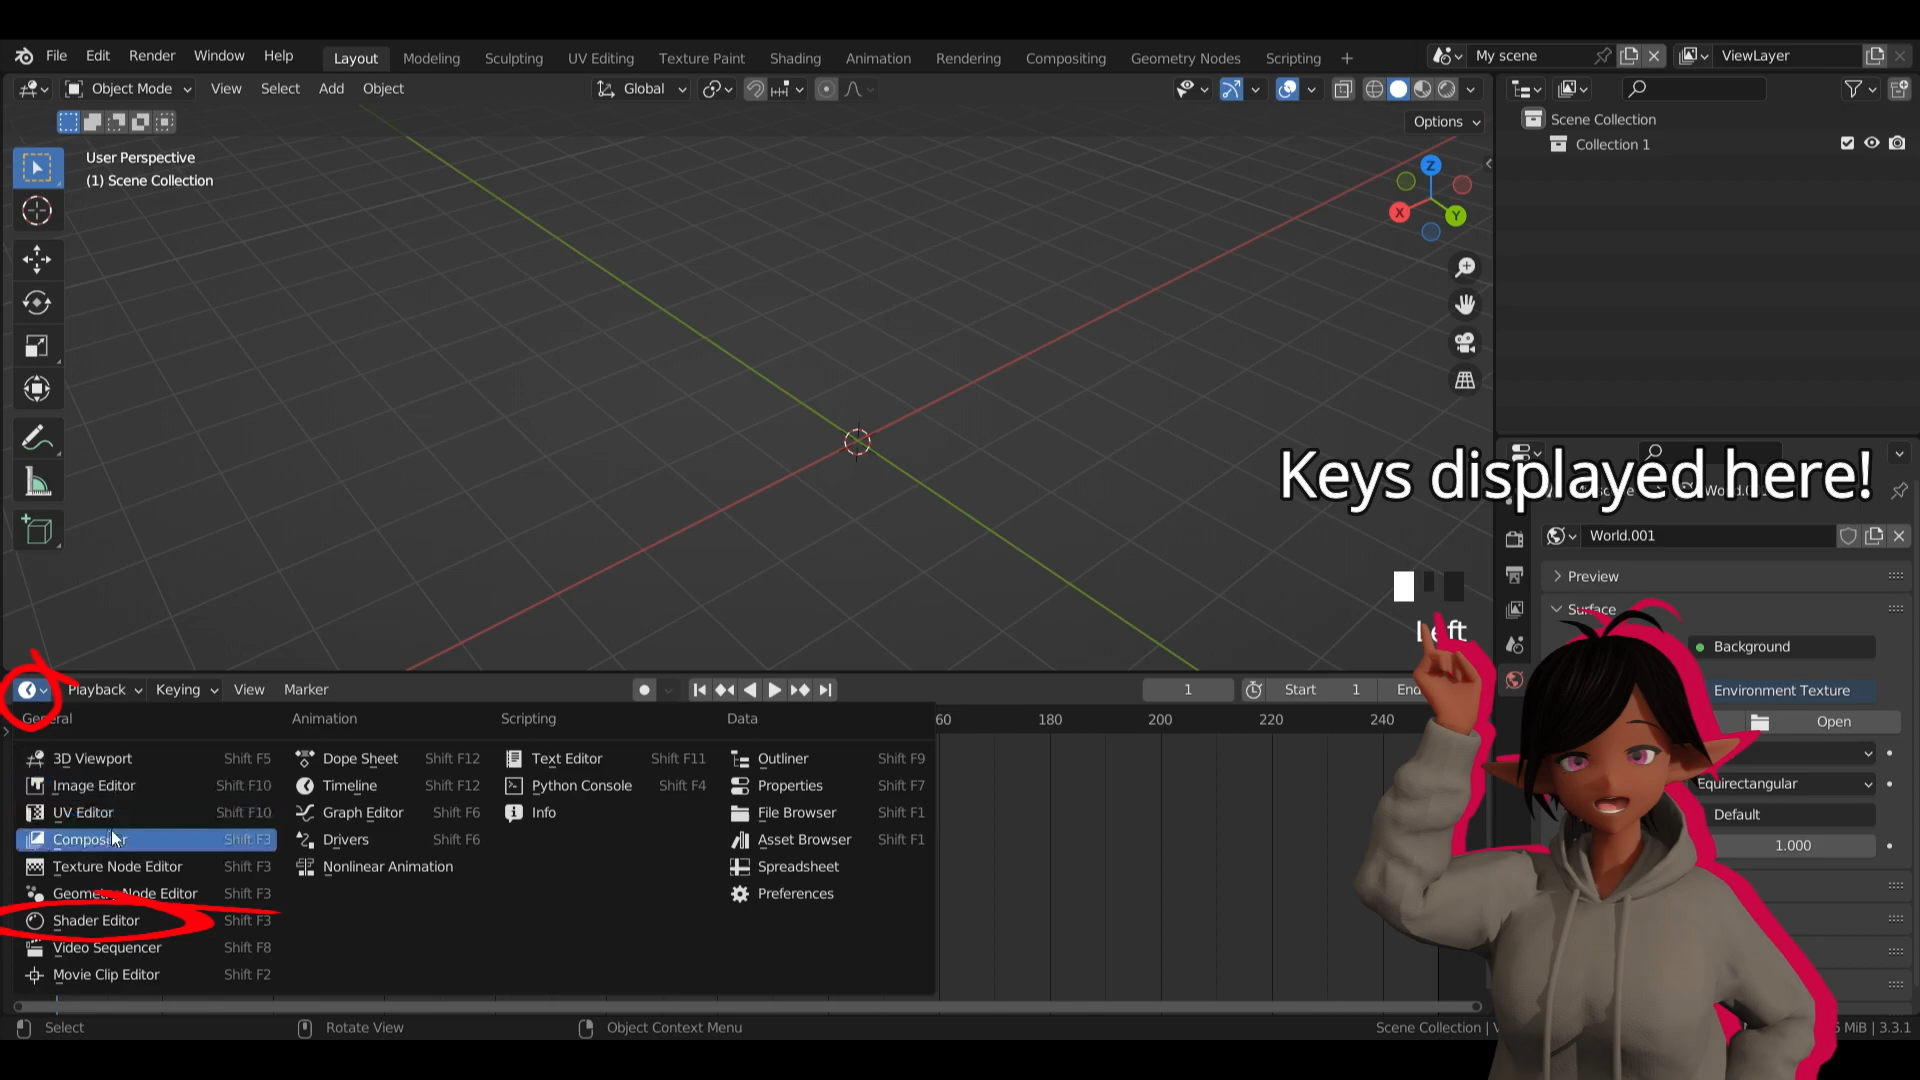 File Edit Render Window Help Layout Modeling Sculpting UV Editing Texture Paint Shading Animation Rendering Compositing Geometry Nodes Scripting + My scene ViewLayer
Object Mode View Select Add Object Global
Options
User Perspective
(1) Scene Collection
Z
X
Y
Scene Collection
Collection 1
Keys displayed here!
World.001
Preview
Surface
Left
Background
Environment Texture
Open
Equirectangular
Default
1.000
Playback Keying View Marker 1 Start 1 End
General Animation Scripting Data
180 200 220 240
3D Viewport Shift F5 Dope Sheet Shift F12 Text Editor Shift F11 Outliner Shift F9
Image Editor Shift F10 Timeline Shift F12 Python Console Shift F4 Properties Shift F7
UV Editor Shift F10 Graph Editor Shift F6 Info File Browser Shift F1
Compositor Shift F3 Drivers Shift F6 Asset Browser Shift F1
Texture Node Editor Shift F3 Nonlinear Animation Spreadsheet
Geometry Node Editor Shift F3 Preferences
Shader Editor Shift F3
Video Sequencer Shift F8
Movie Clip Editor Shift F2
Select Rotate View Object Context Menu Scene Collection | MiB | 3.3.1